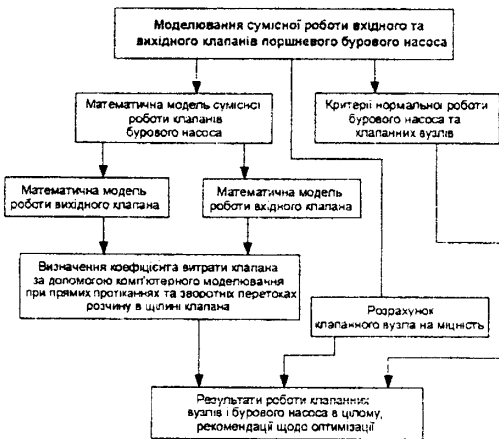 Моделювання сумісної роботи вхідного та
вихідного клапанів поршневого бурового насоса
Математична модель сумісної
роботи клапанів
бурового насоса
Критерії нормальної роботи
бурового насоса та
клапанних вузлів
Математична модель
роботи вихідного клапана
Математична модель
роботи вхідного клапана
Визначення коефіцієнта витрати клапана
за допомогою комп'ютерного моделювання
при прямих протіканнях та зворотніх перетоках
розчину в щілині клапана
Розрахунок
клапанного вузла на міцність
Результати роботи клапанних
вузлів і бурового насоса в цілому,
рекомендації щодо оптимізації